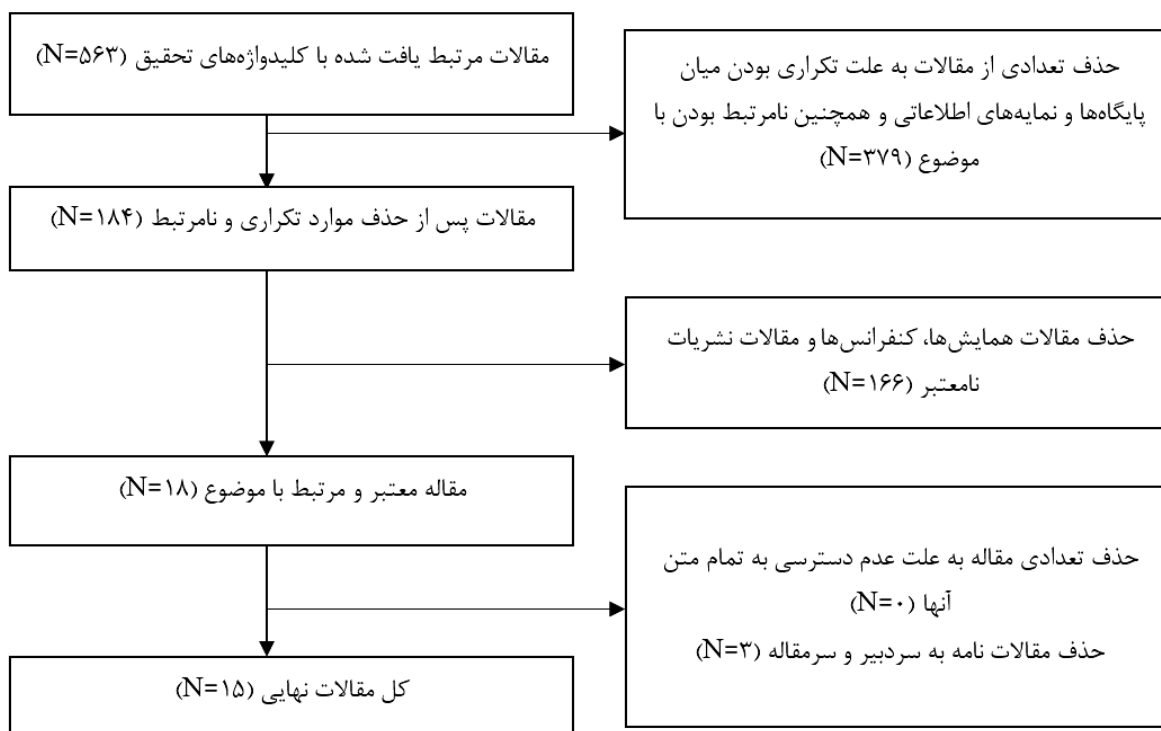 مقالات مرتبط یافت شده با کلیدواژه‌های تحقیق (N=۵۶۳)
حذف تعدادی از مقالات به علت تکراری بودن میان
پایگاه‌ها و نمایه‌های اطلاعاتی و همچنین نامرتبط بودن با
موضوع (N=۳۷۹)
مقالات پس از حذف موارد تکراری و نامرتبط (N=۱۸۴)
حذف مقالات همایش‌ها، کنفرانس‌ها و مقالات نشریات
نامعتبر (N=۱۶۶)
مقاله معتبر و مرتبط با موضوع (N=۱۸)
حذف تعدادی مقاله به علت عدم دسترسی به تمام متن
آنها (N=۰)
حذف مقالات نامه به سردبیر و سرمقاله (N=۳)
کل مقالات نهایی (N=۱۵)